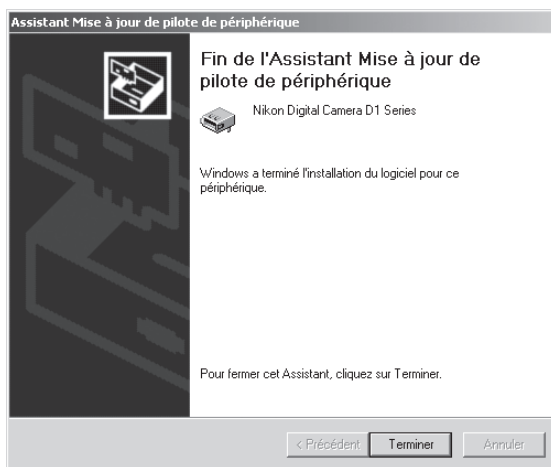 Assistant Mise à jour de pilote de périphérique
Fin de l'Assistant Mise à jour de
pilote de périphérique
Nikon Digital Camera D1 Series
Windows a terminé l'installation du logiciel pour ce
périphérique.
Pour fermer cet Assistant, cliquez sur Terminer.
< Précédent
Terminer
Annuler